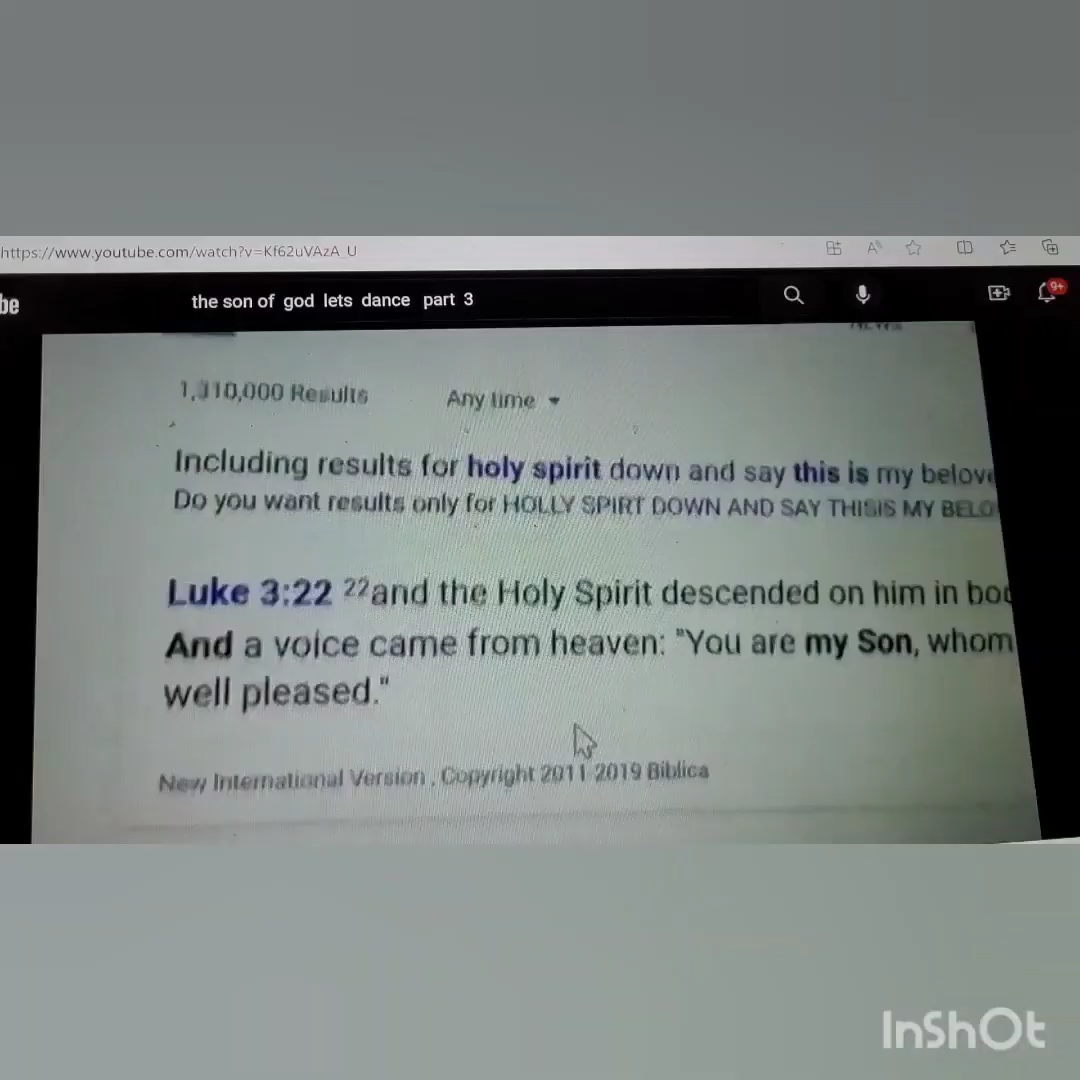 https://www.youtube.com/watch?v=Kf62uVAzA_U
be
the son of god lets dance part 3
9+
1,310,000 Results
Any time
Including results for holy spirit down and say this is my belove
Do you want results only for HOLLY SPIRT DOWN AND SAY THISIS MY BELO
Luke 3:22 22and the Holy Spirit descended on him in bod
And a voice came from heaven: "You are my Son, whom
well pleased."
New International Version , Copyright 2011 2019 Biblica
InShOt